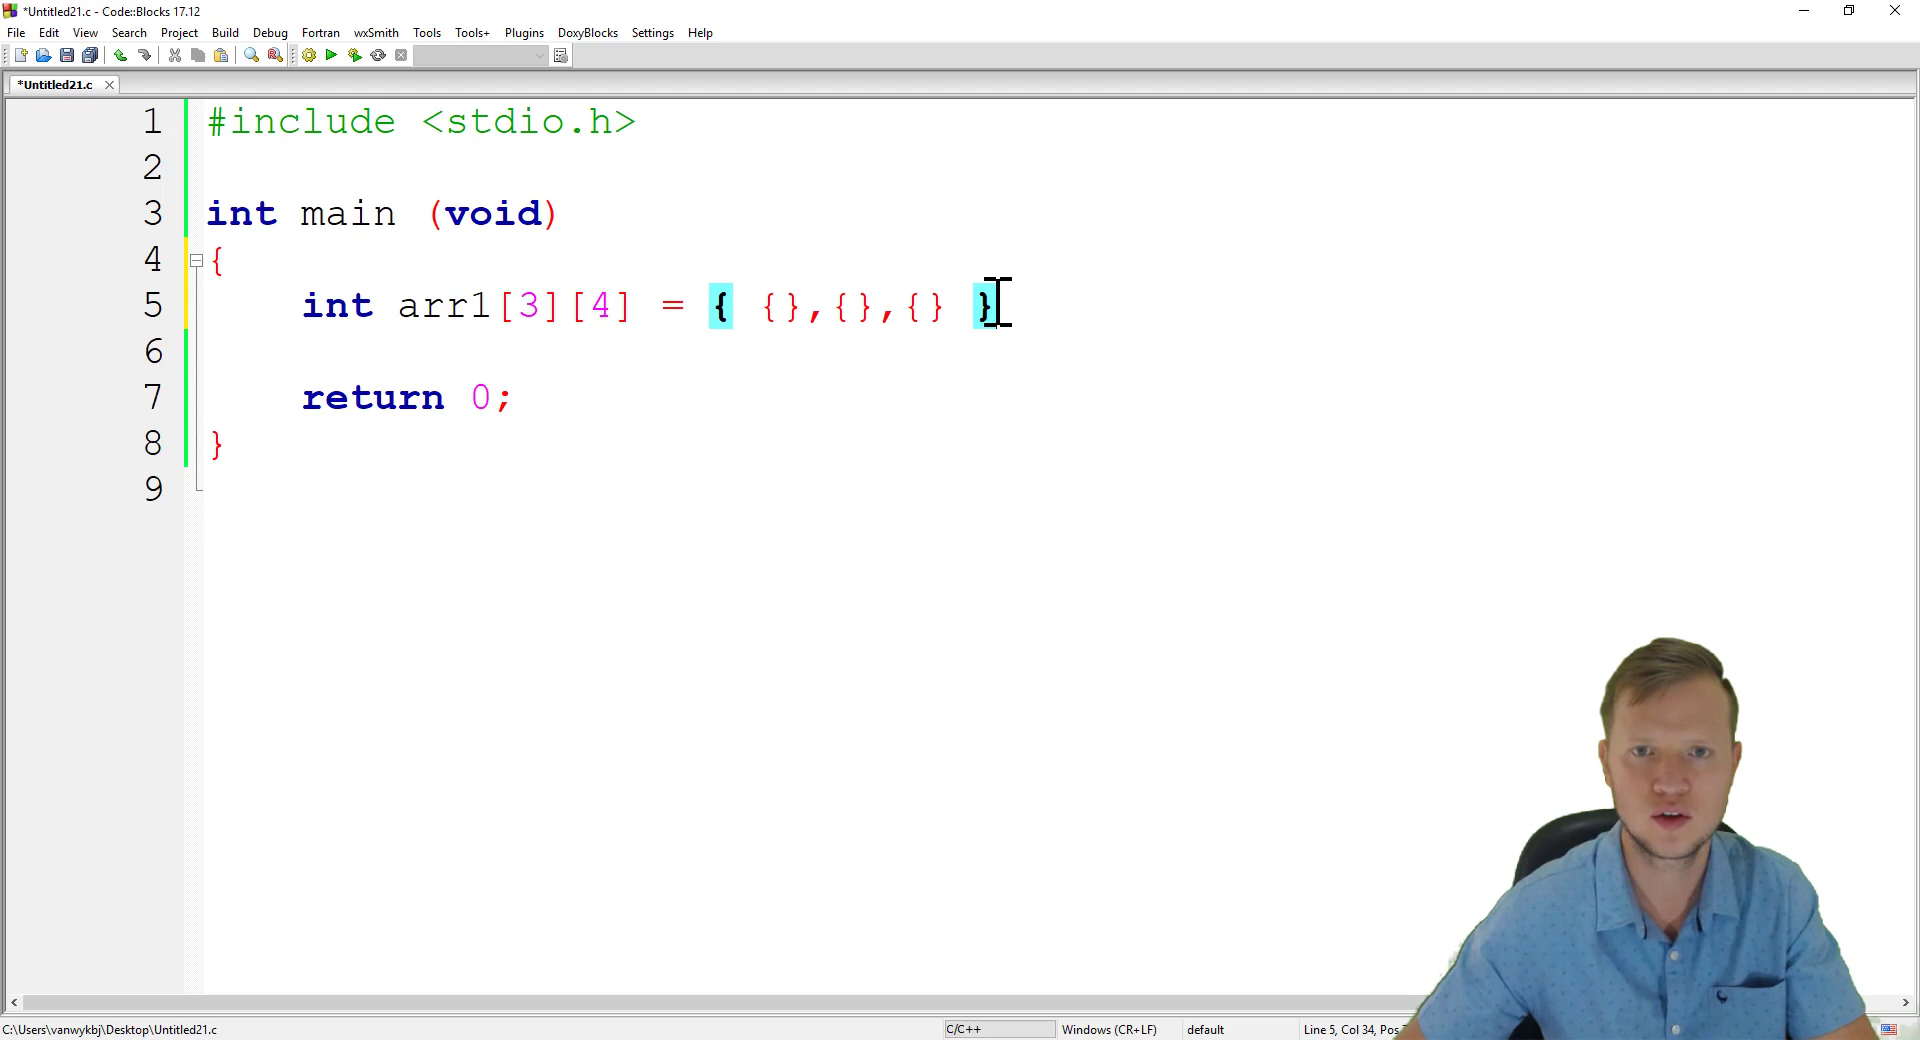 *Untitled21.c - Code::Blocks 17.12
File Edit View Search Project Build Debug Fortran wxSmith Tools Tools+ Plugins DoxyBlocks Settings Help
*Untitled21.c
1 #include <stdio.h>
2
3 int main (void)
4 {
5 int arr1[3][4] = { {},{},{} }
6
7 return 0;
8 }
9
C:\Users\vanwykbj\Desktop\Untitled21.c C/C++ Windows (CR+LF) default Line 5, Col 34, Pos